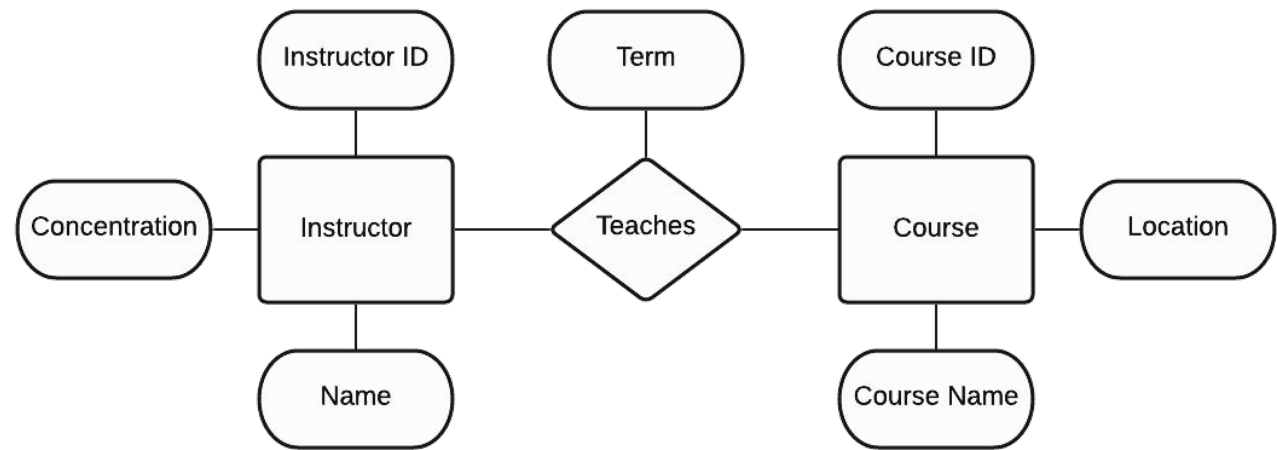 Instructor ID
Term
Course ID
Concentration
Instructor
Teaches
Course
Location
Name
Course Name